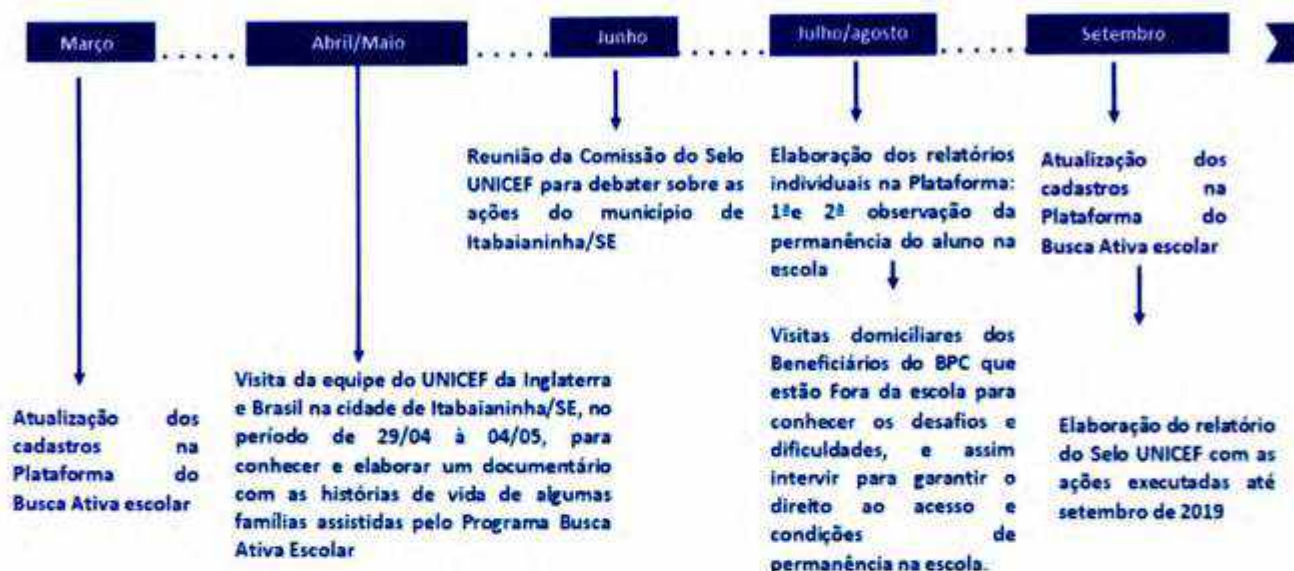 Março
Abril/Maio
Junho
Julho/agosto
Setembro
Reunião da Comissão do Selo
UNICEF para debater sobre as
ações do município de
Itabaianinha/SE
Elaboração dos relatórios
individuais na Plataforma:
1ªe 2ª observação da
permanência do aluno na
escola
Atualização dos
cadastros na
Plataforma do
Busca Ativa escolar
Atualização dos
cadastros na
Plataforma do
Busca Ativa escolar
Visita da equipe do UNICEF da Inglaterra
e Brasil na cidade de Itabaianinha/SE, no
período de 29/04 à 04/05, para
conhecer e elaborar um documentário
com as histórias de vida de algumas
famílias assistidas pelo Programa Busca
Ativa Escolar
Visitas domiciliares dos
Beneficiários do BPC que
estão Fora da escola para
conhecer os desafios e
dificuldades, e assim
intervir para garantir o
direito ao acesso e
condições de
permanência na escola.
Elaboração do relatório
do Selo UNICEF com as
ações executadas até
setembro de 2019